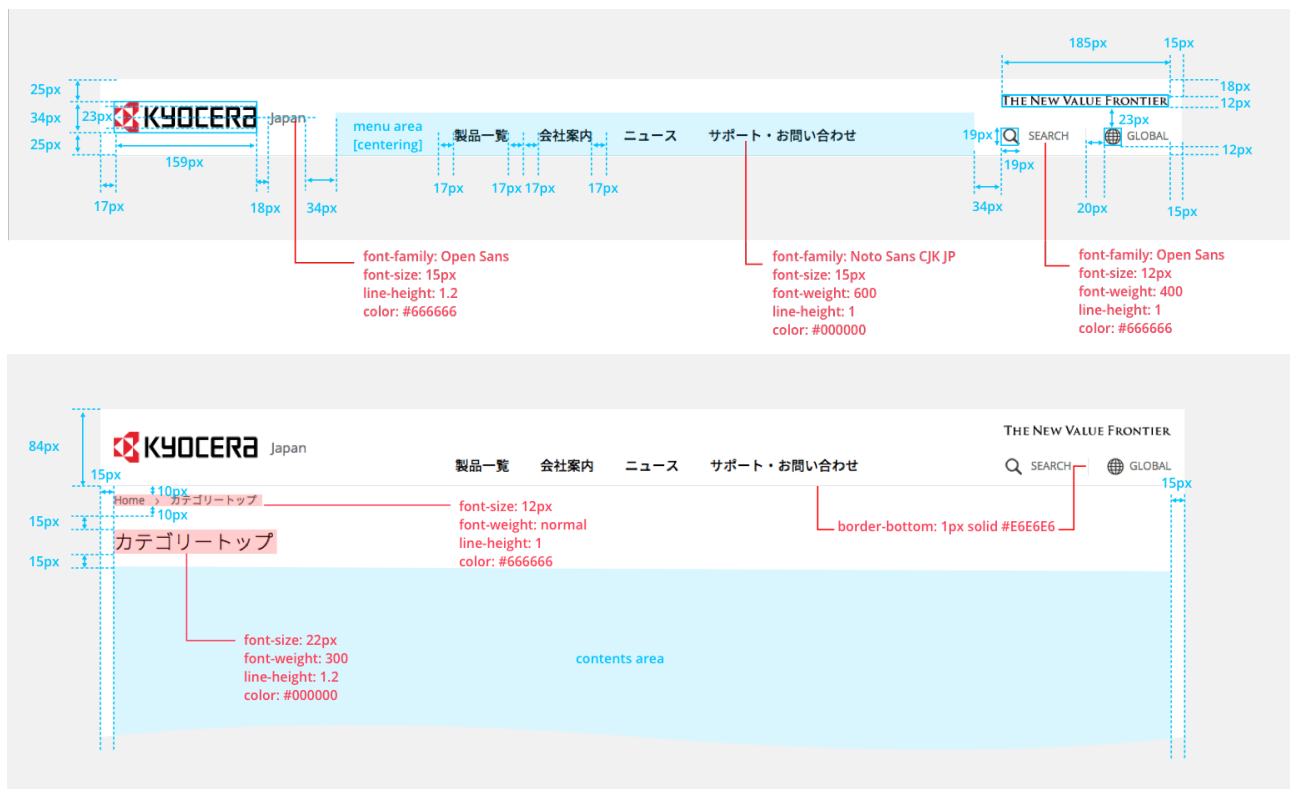 185px 15px
25px
18px
THE NEW VALUE FRONTIER
12px
34px 23px KYOCERA Japan
23px
menu area
[centering]
製品一覧 会社案内 ニュース サポート・お問い合わせ
19px SEARCH GLOBAL
25px
12px
159px
19px
17px 17px 17px 17px
17px 18px 34px
34px 20px 15px
font-family: Open Sans
font-size: 15px
line-height: 1.2
color: #666666
font-family: Noto Sans CJK JP
font-size: 15px
font-weight: 600
line-height: 1
color: #000000
font-family: Open Sans
font-size: 12px
font-weight: 400
line-height: 1
color: #666666
THE NEW VALUE FRONTIER
84px KYOCERA Japan
製品一覧 会社案内 ニュース サポート・お問い合わせ
SEARCH GLOBAL
15px
15px
10px
Home › カテゴリートップ
10px
font-size: 12px
font-weight: normal
line-height: 1
color: #666666
border-bottom: 1px solid #E6E6E6
15px
カテゴリートップ
15px
font-size: 22px
font-weight: 300
line-height: 1.2
color: #000000
contents area